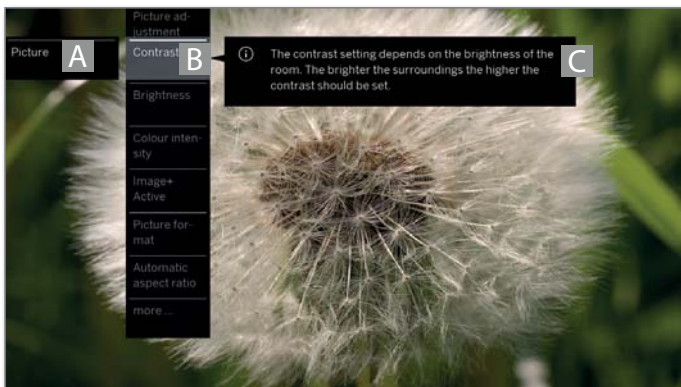 Picture ad-
justment
Picture
A
Contrast
B
The contrast setting depends on the brightness of the
room. The brighter the surroundings the higher the
contrast should be set.
C
Brightness
Colour inten-
sity
Image+
Active
Picture for-
mat
Automatic
aspect ratio
more ...